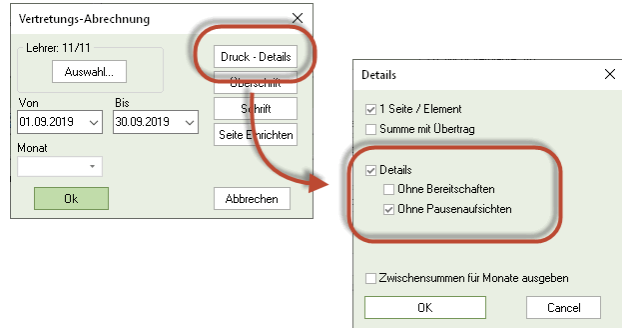 Vertretungs-Abrechnung
Lehrer: 11/11
Auswahl...
Druck - Details
Überschrift
Von
Bis
01.09.2019
30.09.2019
Schrift
Seite Einrichten
Monat
Ok
Abbrechen
Details
1 Seite / Element
Summe mit Übertrag
Details
Ohne Bereitschaften
Ohne Pausenaufsichten
Zwischensummen für Monate ausgeben
OK
Cancel